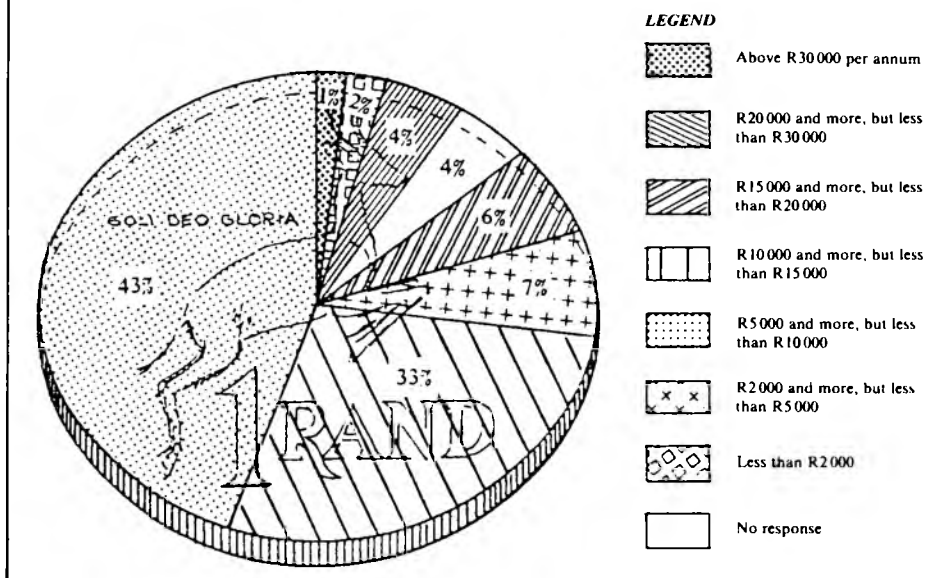 LEGEND
Above R30 000 per annum
R20 000 and more, but less
than R30 000
R15 000 and more, but less
than R20 000
R10 000 and more, but less
than R15 000
R5 000 and more, but less
than R10 000
R2 000 and more, but less
than R5 000
Less than R2 000
No response
1%
2%
4%
4%
6%
7%
33%
43%
SOLI DEO GLORIA
1 RAND